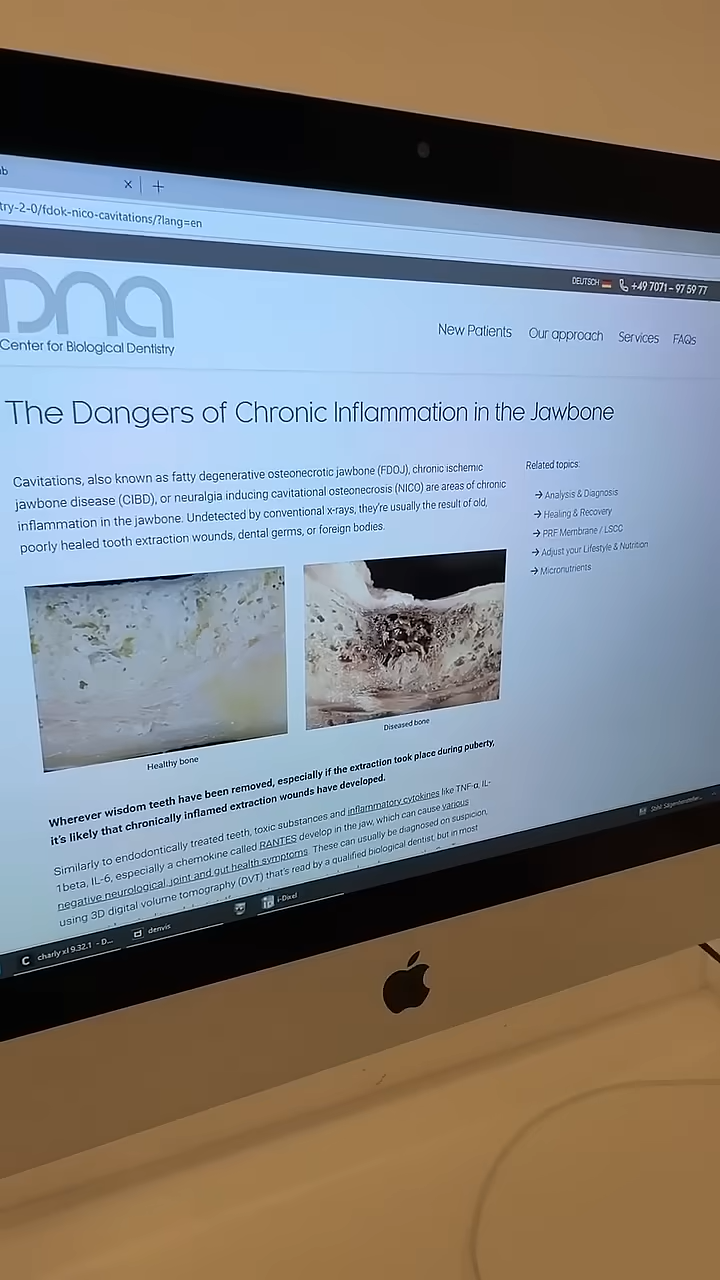 try-2-0/fdok-nico-cavitations/?lang=en
DEUTSCH +49 7071 – 97 59 77
DNA
Center for Biological Dentistry
New Patients Our approach Services FAQs
The Dangers of Chronic Inflammation in the Jawbone
Cavitations, also known as fatty degenerative osteonecrotic jawbone (FDOJ), chronic ischemic
jawbone disease (CIBD), or neuralgia inducing cavitational osteonecrosis (NICO) are areas of chronic
inflammation in the jawbone. Undetected by conventional x-rays, they're usually the result of old,
poorly healed tooth extraction wounds, dental germs, or foreign bodies.
Related topics:
→ Analysis & Diagnosis
→ Healing & Recovery
→ PRF Membrane / LSCC
→ Adjust your Lifestyle & Nutrition
→ Micronutrients
Healthy bone
Diseased bone
Wherever wisdom teeth have been removed, especially if the extraction took place during puberty,
it's likely that chronically inflamed extraction wounds have developed.
Similarly to endodontically treated teeth, toxic substances and inflammatory cytokines like TNF-α, IL-
1beta, IL-6, especially a chemokine called RANTES develop in the jaw, which can cause various
negative neurological, joint and gut health symptoms. These can usually be diagnosed on suspicion,
using 3D digital volume tomography (DVT) that's read by a qualified biological dentist, but in most
charly xl 9.32.1 - D...
denvis
i-Dixel